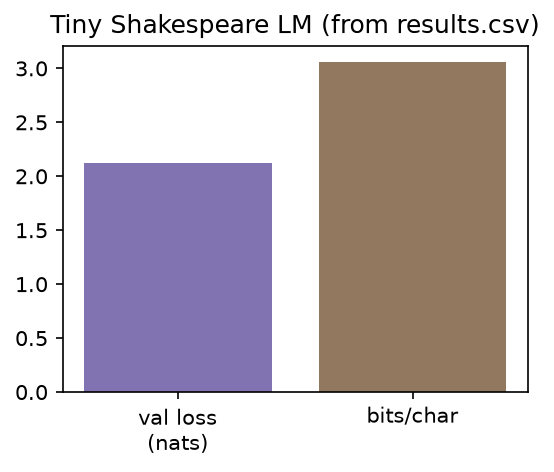 Tiny Shakespeare LM (from results.csv)
3.0
2.5
2.0
1.5
1.0
0.5
0.0
val loss
(nats)
bits/char